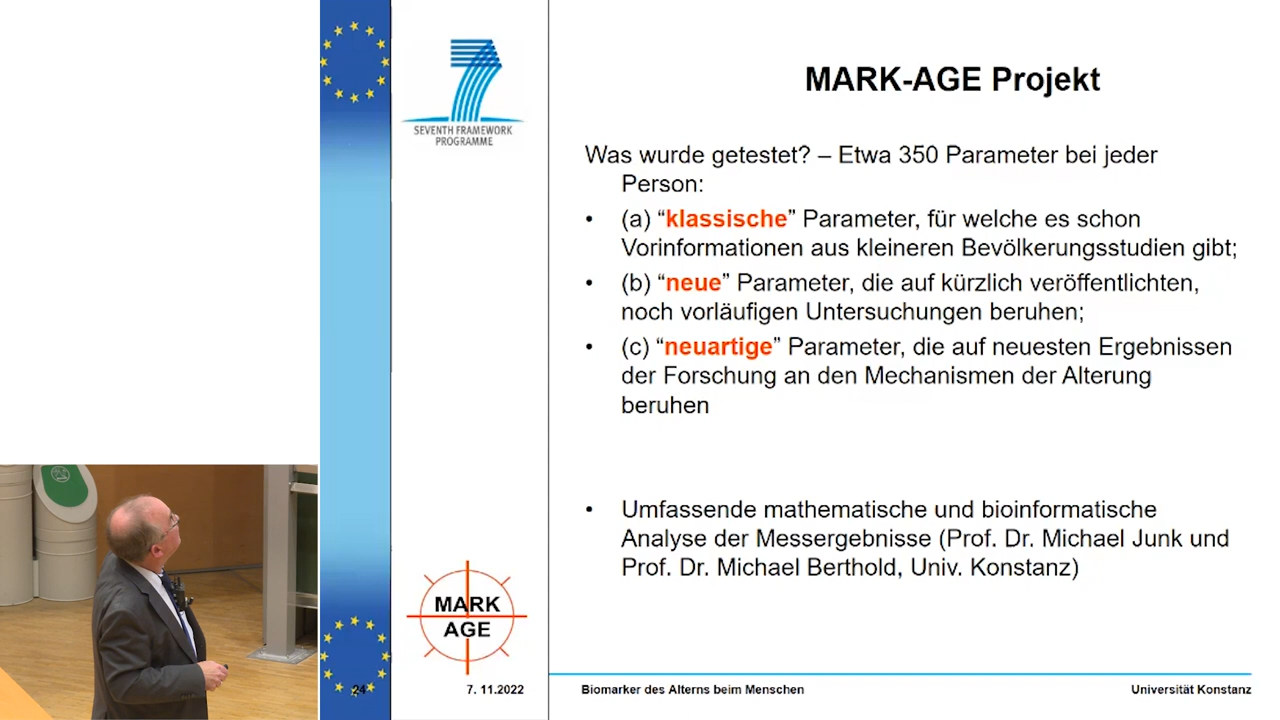 SEVENTH FRAMEWORK
PROGRAMME
MARK-AGE Projekt
Was wurde getestet? – Etwa 350 Parameter bei jeder
Person:
• (a) “klassische” Parameter, für welche es schon
Vorinformationen aus kleineren Bevölkerungsstudien gibt;
• (b) “neue” Parameter, die auf kürzlich veröffentlichten,
noch vorläufigen Untersuchungen beruhen;
• (c) “neuartige” Parameter, die auf neuesten Ergebnissen
der Forschung an den Mechanismen der Alterung
beruhen
• Umfassende mathematische und bioinformatische
Analyse der Messergebnisse (Prof. Dr. Michael Junk und
Prof. Dr. Michael Berthold, Univ. Konstanz)
MARK
AGE
24
7. 11.2022
Biomarker des Alterns beim Menschen
Universität Konstanz